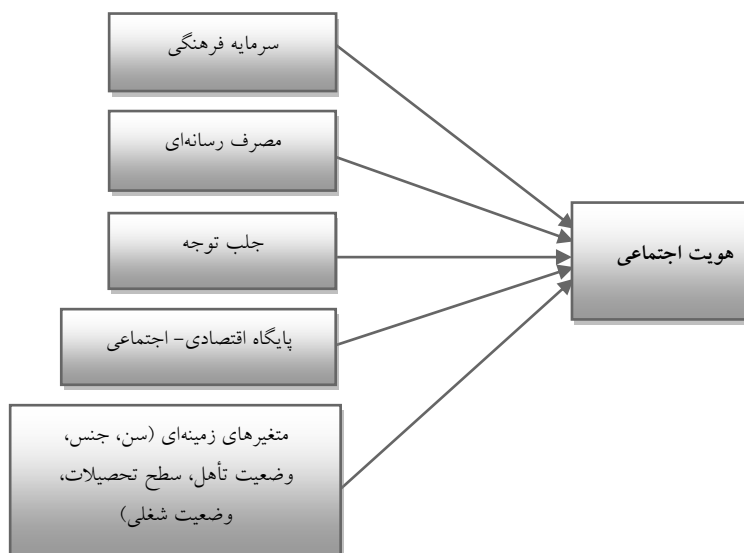 سرمایه فرهنگی
مصرف رسانه‌ای
جلب توجه
هویت اجتماعی
پایگاه اقتصادی- اجتماعی
متغیرهای زمینه‌ای (سن، جنس،
وضعیت تأهل، سطح تحصیلات،
وضعیت شغلی)